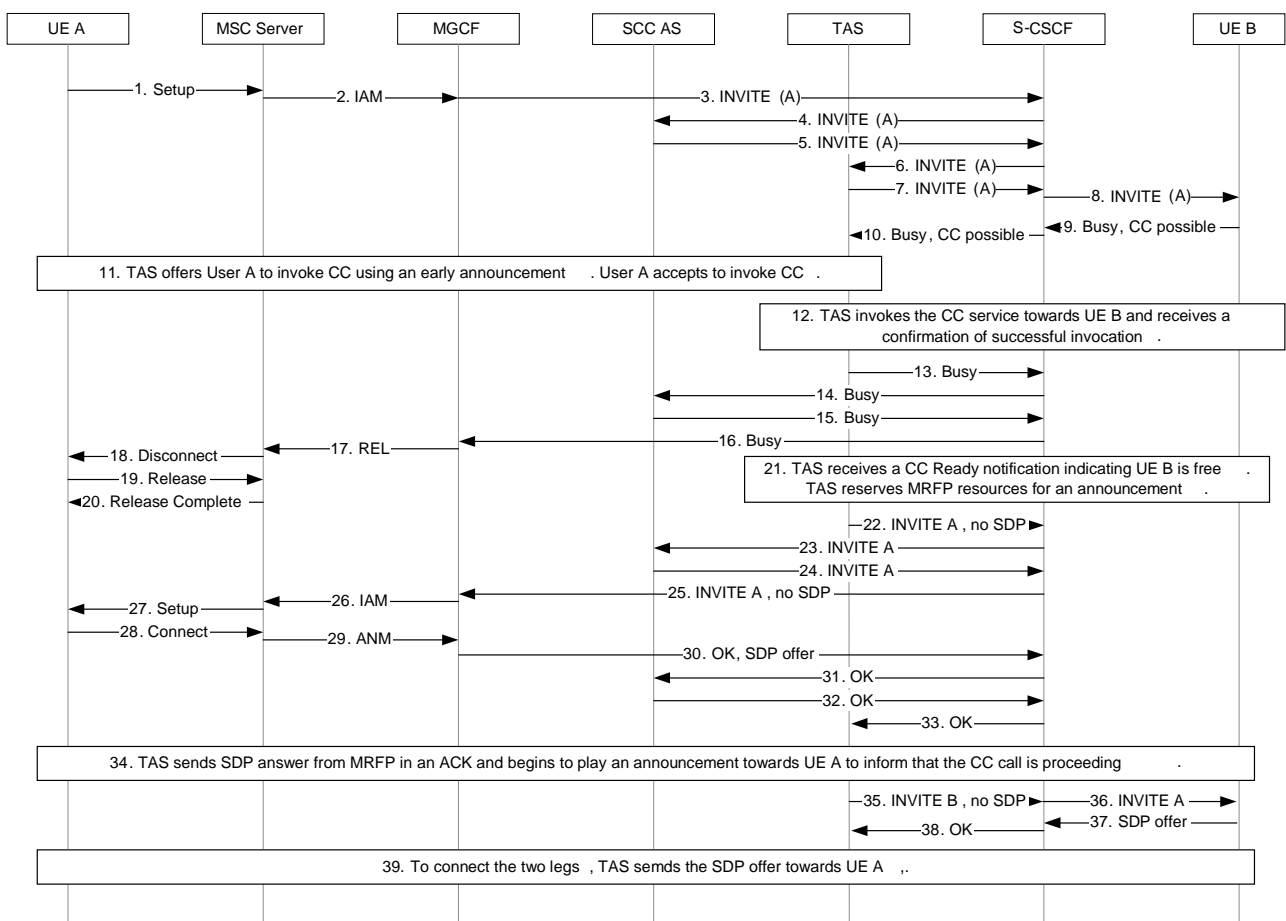 UE A
MSC Server
MGCF
SCC AS
TAS
S-CSCF
UE B
1. Setup
2. IAM
3. INVITE (A)
4. INVITE (A)
5. INVITE (A)
6. INVITE (A)
7. INVITE (A)
8. INVITE (A)
9. Busy, CC possible
10. Busy, CC possible
11. TAS offers User A to invoke CC using an early announcement . User A accepts to invoke CC .
12. TAS invokes the CC service towards UE B and receives a
confirmation of successful invocation .
13. Busy
14. Busy
15. Busy
16. Busy
17. REL
18. Disconnect
19. Release
20. Release Complete
21. TAS receives a CC Ready notification indicating UE B is free .
TAS reserves MRFP resources for an announcement .
22. INVITE A , no SDP
23. INVITE A
24. INVITE A
25. INVITE A , no SDP
26. IAM
27. Setup
28. Connect
29. ANM
30. OK, SDP offer
31. OK
32. OK
33. OK
34. TAS sends SDP answer from MRFP in an ACK and begins to play an announcement towards UE A to inform that the CC call is proceeding .
35. INVITE B , no SDP
36. INVITE A
37. SDP offer
38. OK
39. To connect the two legs , TAS semds the SDP offer towards UE A ,.